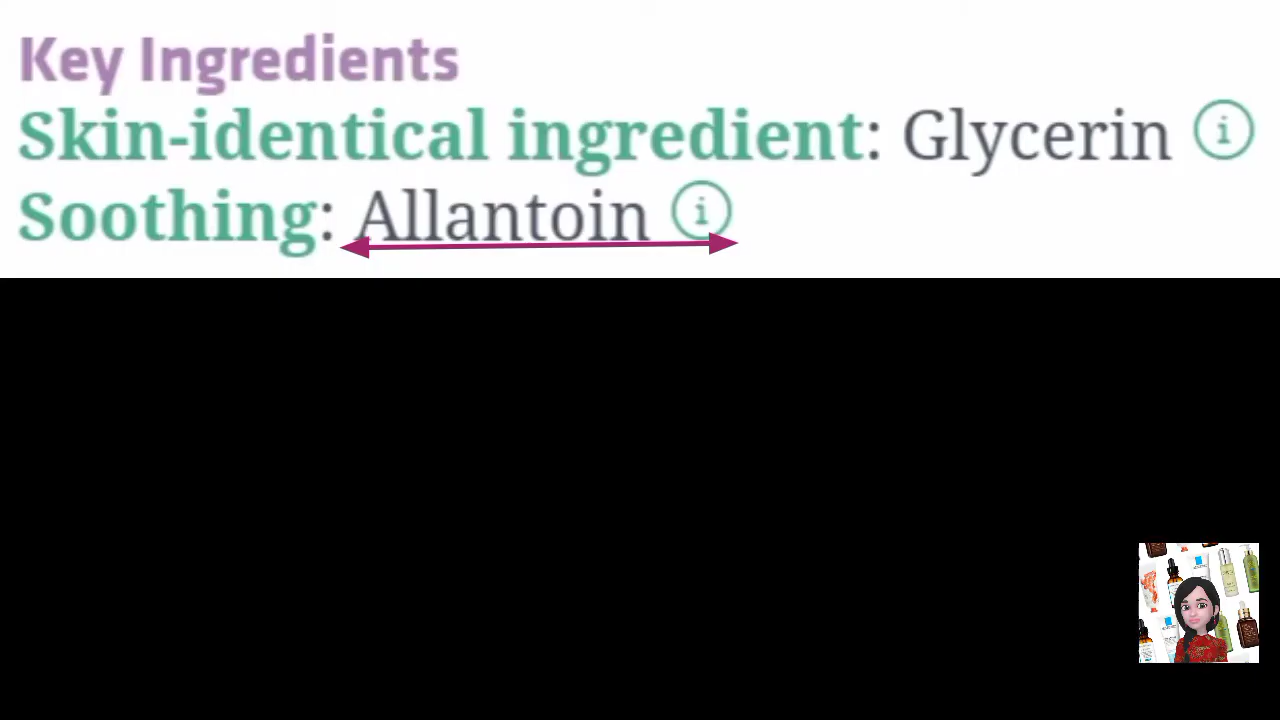 Key Ingredients
Skin-identical ingredient: Glycerin i
Soothing: Allantoin i